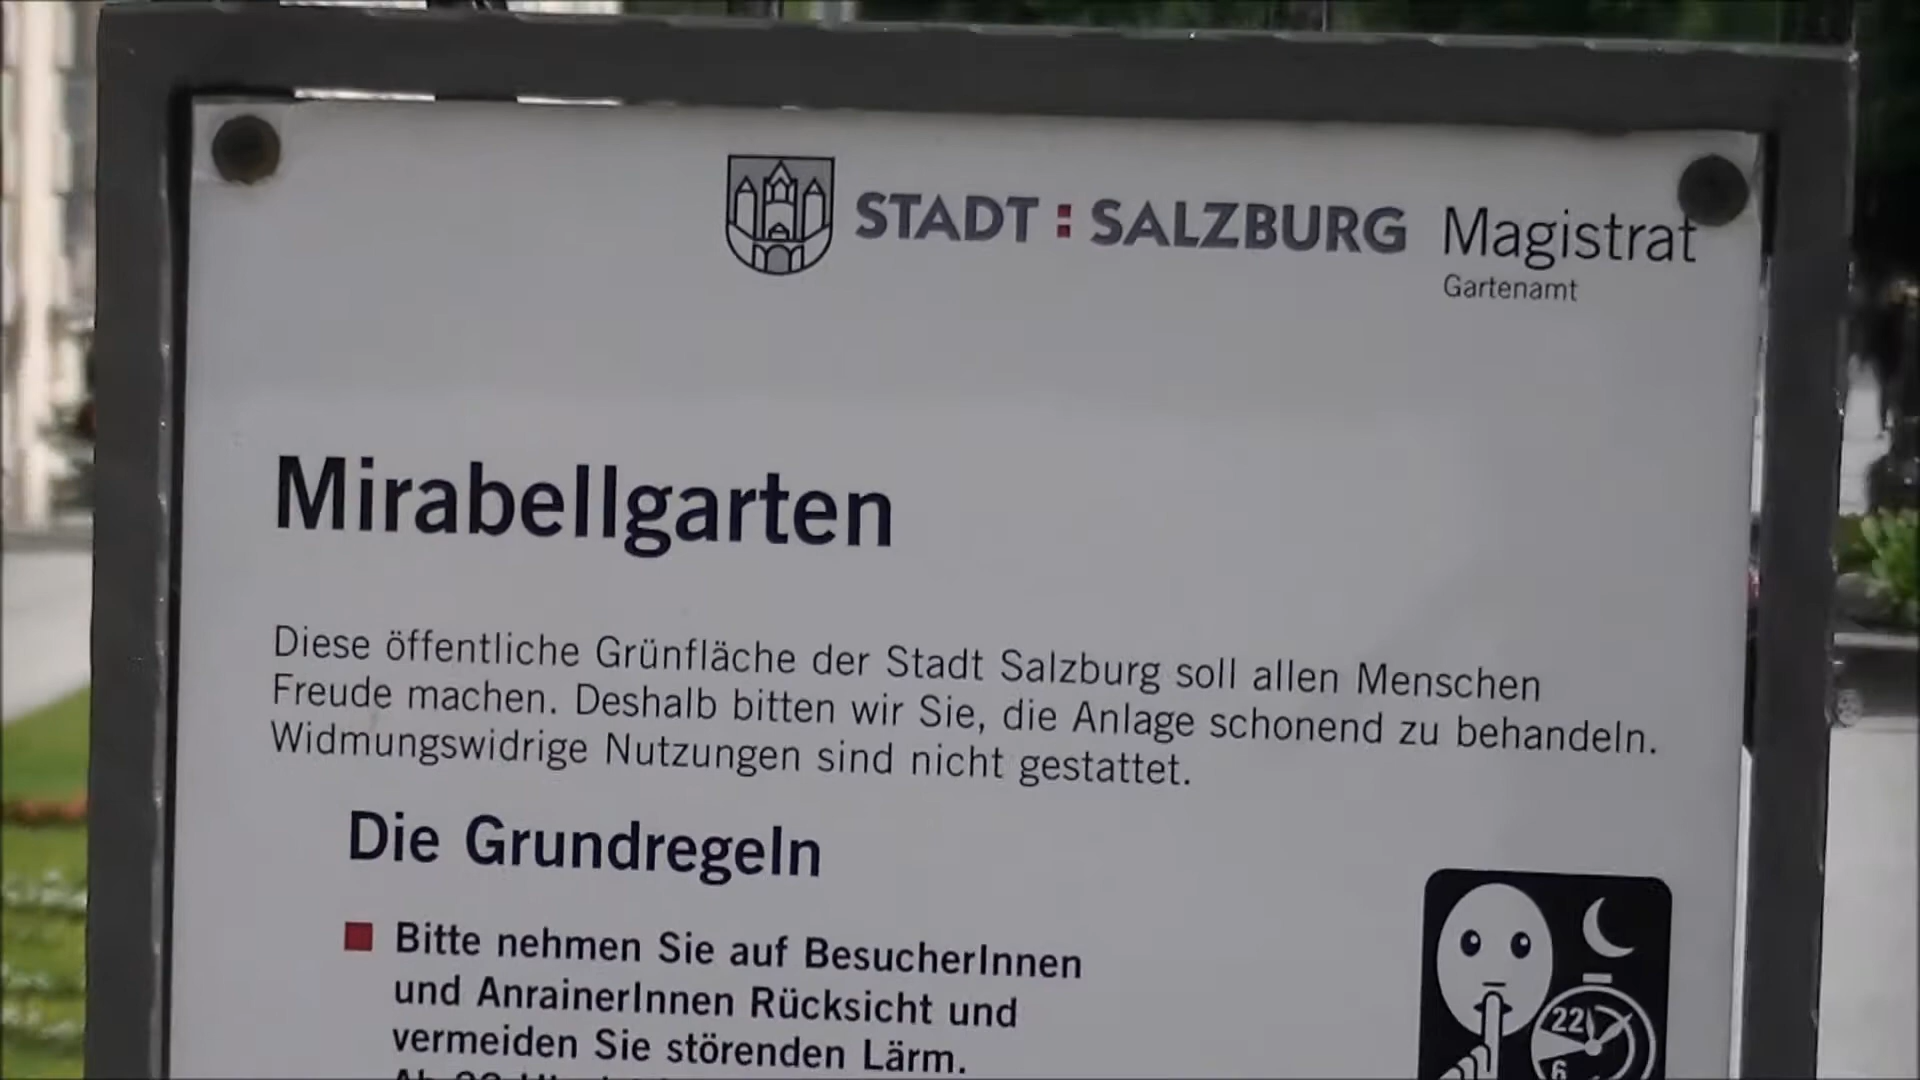 STADT : SALZBURG Magistrat
Gartenamt
Mirabellgarten
Diese öffentliche Grünfläche der Stadt Salzburg soll allen Menschen
Freude machen. Deshalb bitten wir Sie, die Anlage schonend zu behandeln.
Widmungswidrige Nutzungen sind nicht gestattet.
Die Grundregeln
Bitte nehmen Sie auf BesucherInnen
und AnrainerInnen Rücksicht und
vermeiden Sie störenden Lärm.
22
6